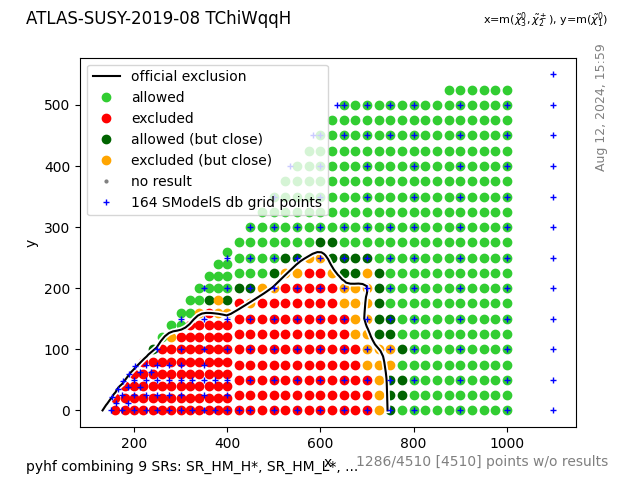 ATLAS-SUSY-2019-08 TChiWqqH
x=m(χ̃⁰₃, χ̃⁺₂), y=m(χ̃⁰₁)
Aug 12, 2024, 15:59
official exclusion
allowed
excluded
allowed (but close)
excluded (but close)
no result
164 SModelS db grid points
y
500
400
300
200
100
0
200 400 600 800 1000
x
pyhf combining 9 SRs: SR_HM_H*, SR_HM_L*, ...
1286/4510 [4510] points w/o results